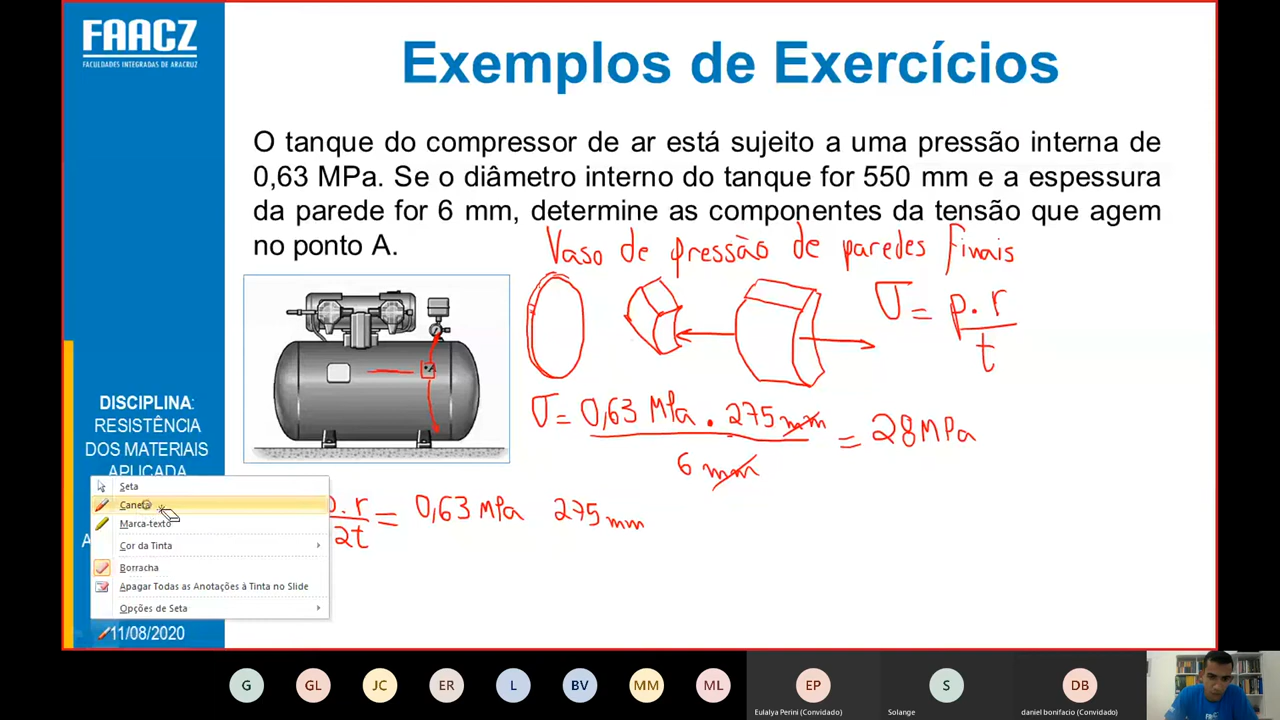 FAACZ
FACULDADES INTEGRADAS DE ARACRUZ
Exemplos de Exercícios
O tanque do compressor de ar está sujeito a uma pressão interna de
0,63 MPa. Se o diâmetro interno do tanque for 550 mm e a espessura
da parede for 6 mm, determine as componentes da tensão que agem
no ponto A.
Vaso de pressão de paredes finais
σ = p.r
t
σ = 0,63 MPa . 275 mm = 28 MPa
6 mm
p.r = 0,63 MPa 275 mm
2t
DISCIPLINA:
RESISTÊNCIA
DOS MATERIAIS
APLICADA
Seta
Caneta
Marca-texto
Cor da Tinta
Borracha
Apagar Todas as Anotações à Tinta no Slide
Opções de Seta
11/08/2020
G GL JC ER L BV MM ML EP S DB
Eulalya Perini (Convidado) Solange daniel bonifacio (Convidado)